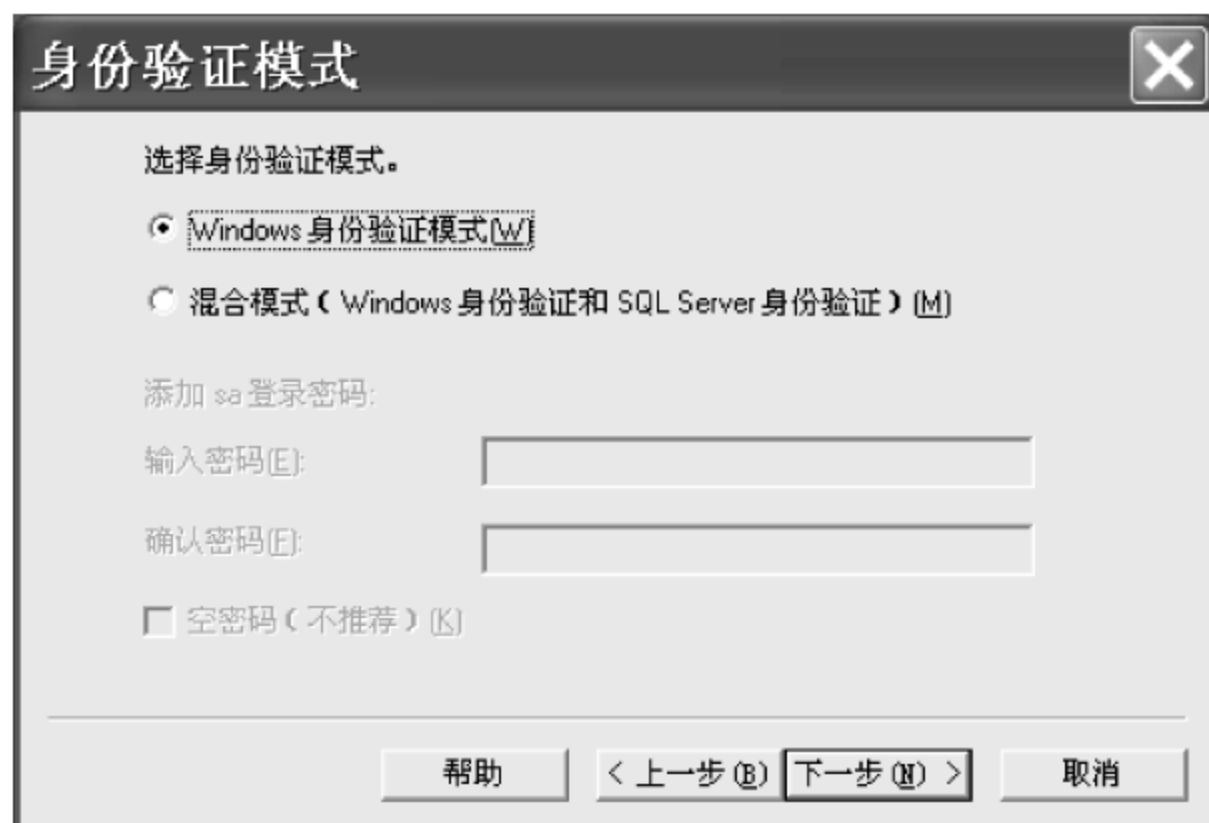 身份验证模式
选择身份验证模式。
Windows 身份验证模式(W)
混合模式（Windows 身份验证和 SQL Server 身份验证）(M)
添加 sa 登录密码:
输入密码(E):
确认密码(F):
空密码（不推荐）(K)
帮助 < 上一步(B) 下一步(N) > 取消